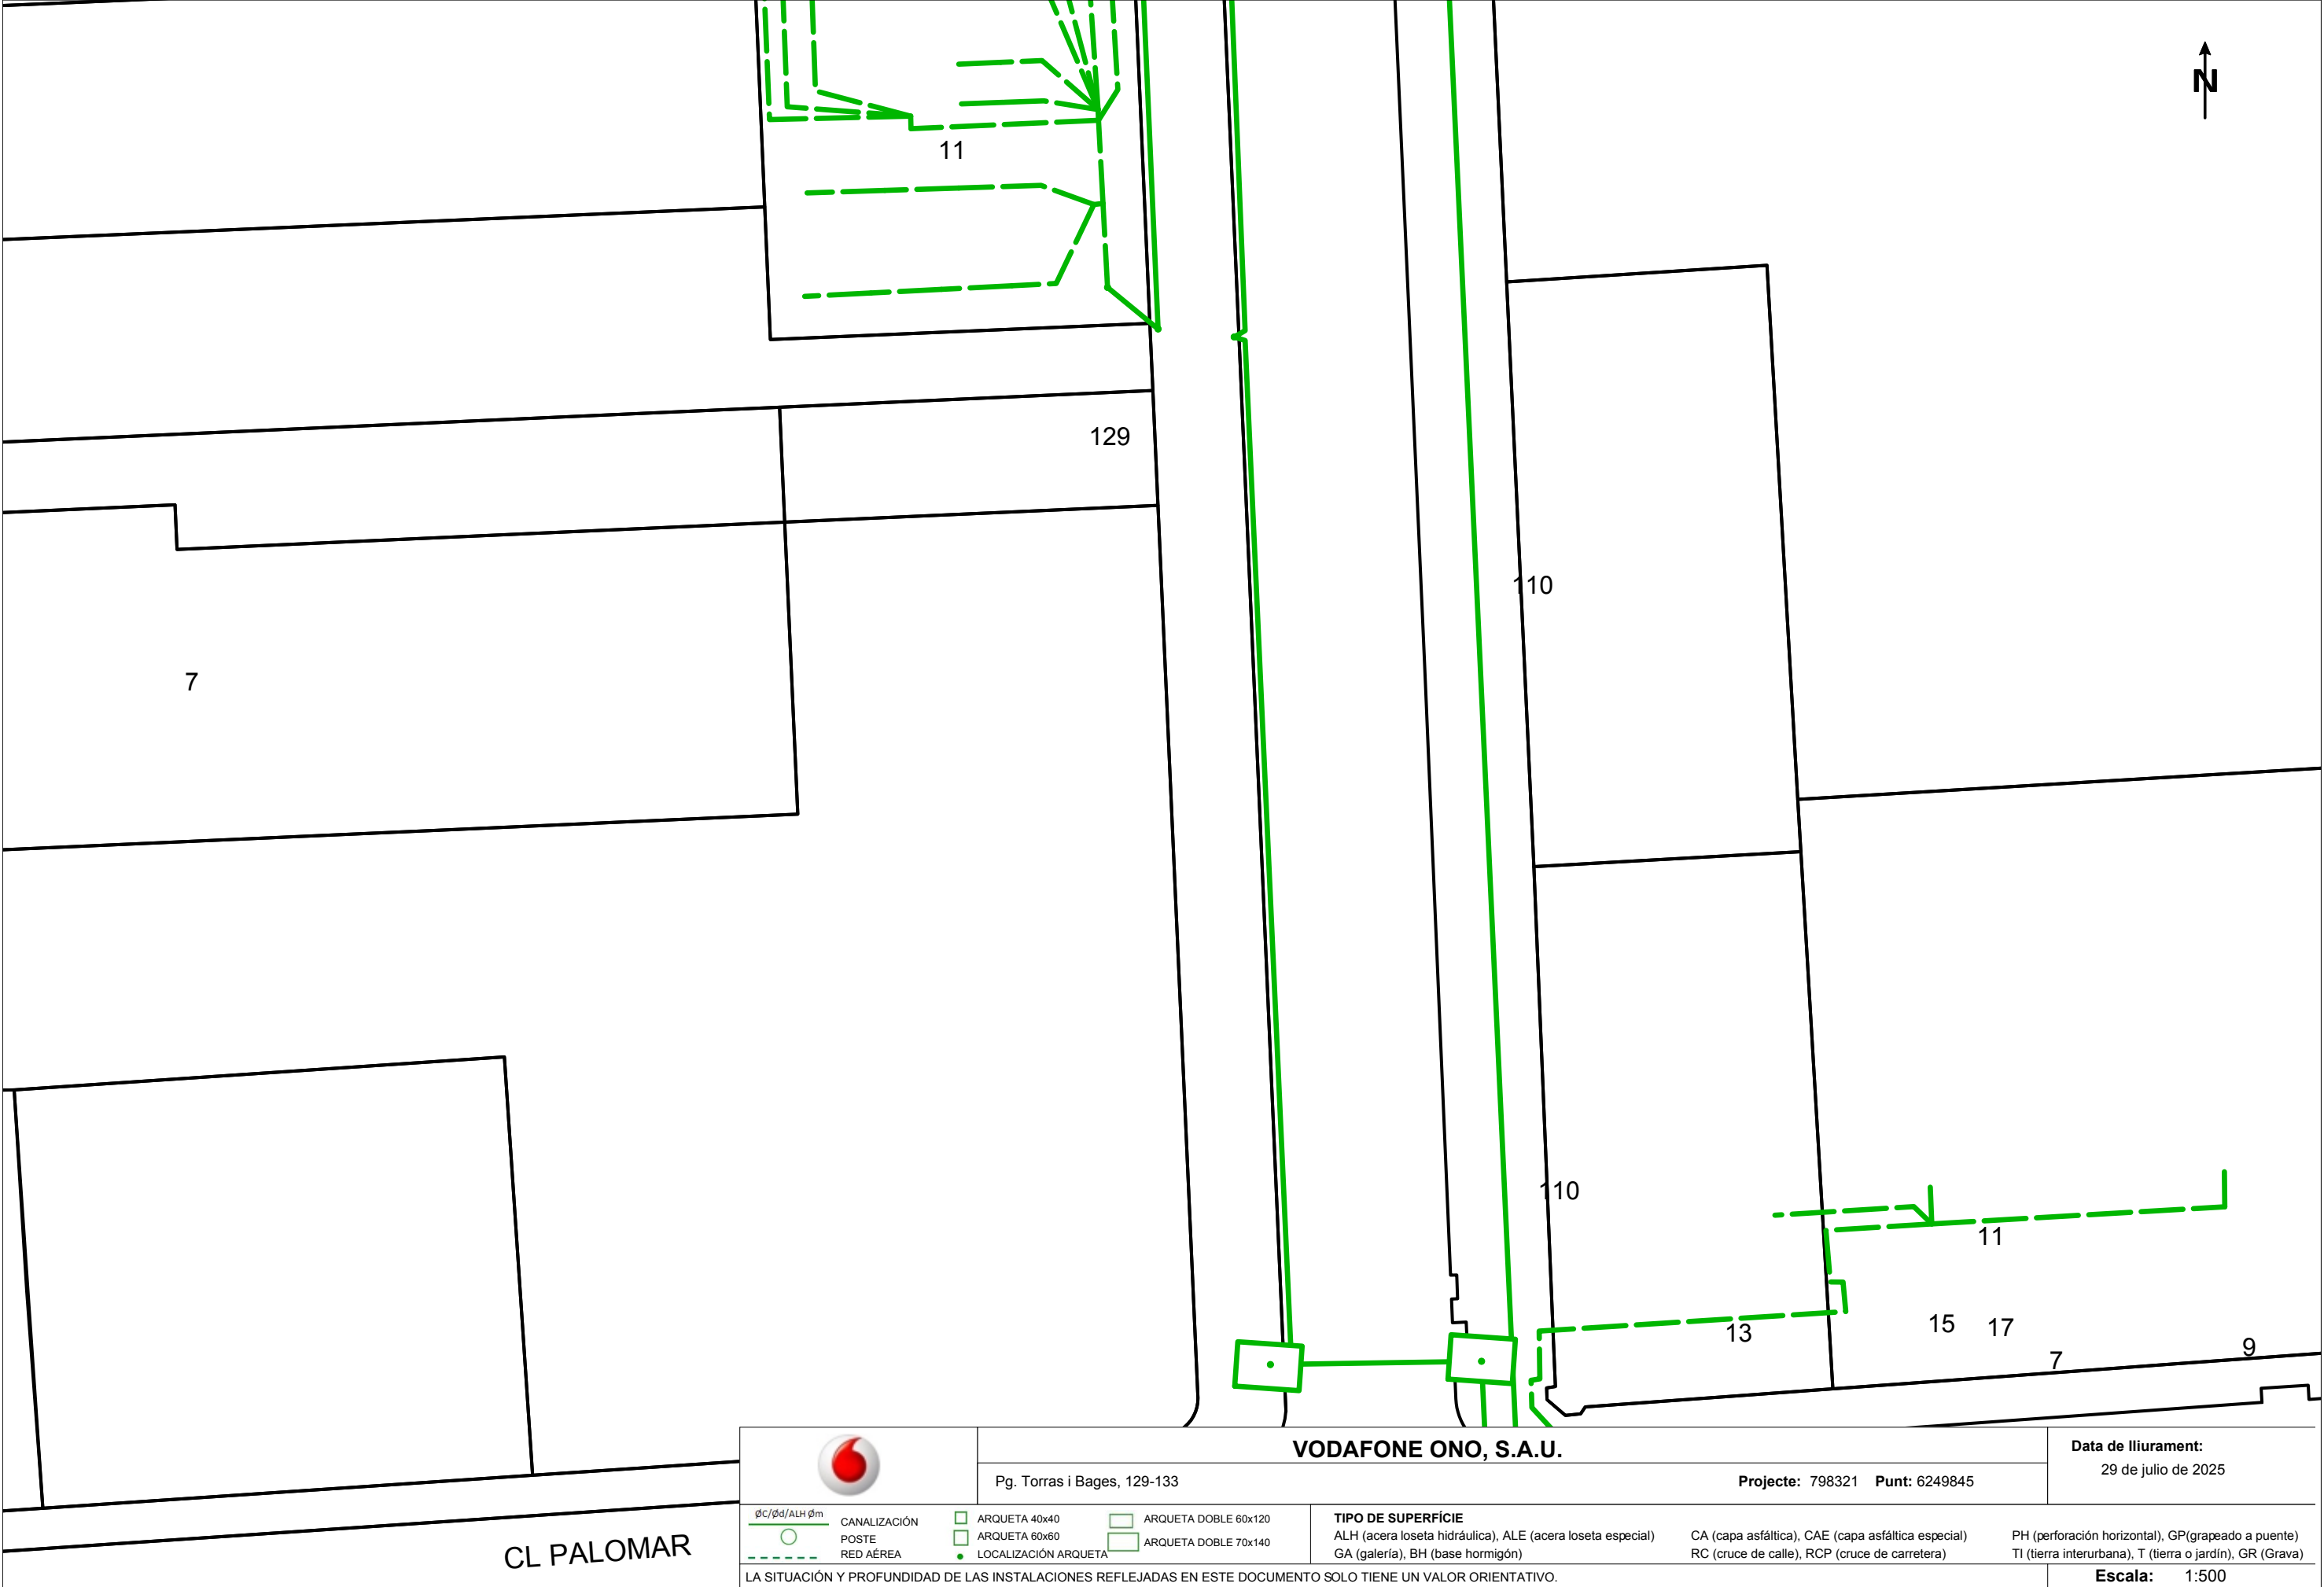 N
11
129
110
7
110
11
13
15
17
7
9
CL PALOMAR
VODAFONE ONO, S.A.U.
Pg. Torras i Bages, 129-133
Projecte: 798321 Punt: 6249845
Data de lliurament:
29 de julio de 2025
ØC/Ød/ALH Øm
CANALIZACIÓN
POSTE
RED AÉREA
ARQUETA 40x40
ARQUETA 60x60
LOCALIZACIÓN ARQUETA
ARQUETA DOBLE 60x120
ARQUETA DOBLE 70x140
TIPO DE SUPERFÍCIE
ALH (acera loseta hidráulica), ALE (acera loseta especial)
GA (galería), BH (base hormigón)
CA (capa asfáltica), CAE (capa asfáltica especial)
RC (cruce de calle), RCP (cruce de carretera)
PH (perforación horizontal), GP(grapeado a puente)
TI (tierra interurbana), T (tierra o jardín), GR (Grava)
LA SITUACIÓN Y PROFUNDIDAD DE LAS INSTALACIONES REFLEJADAS EN ESTE DOCUMENTO SOLO TIENE UN VALOR ORIENTATIVO.
Escala: 1:500